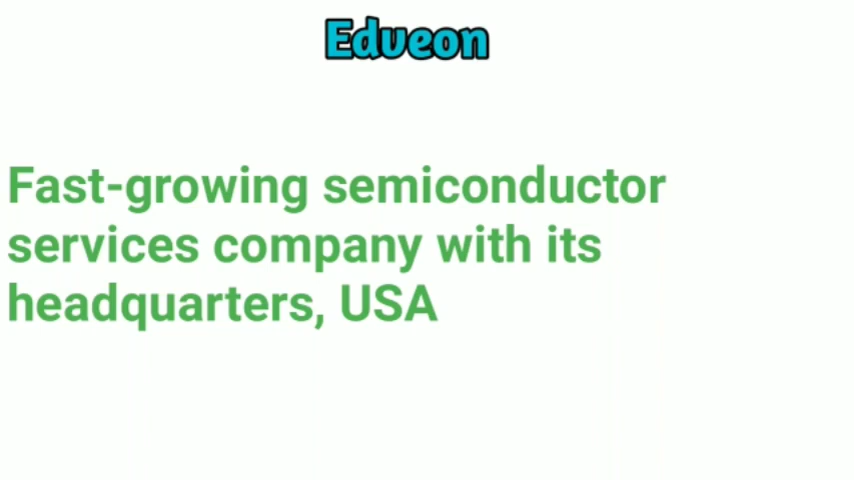 Edveon
Fast-growing semiconductor
services company with its
headquarters, USA